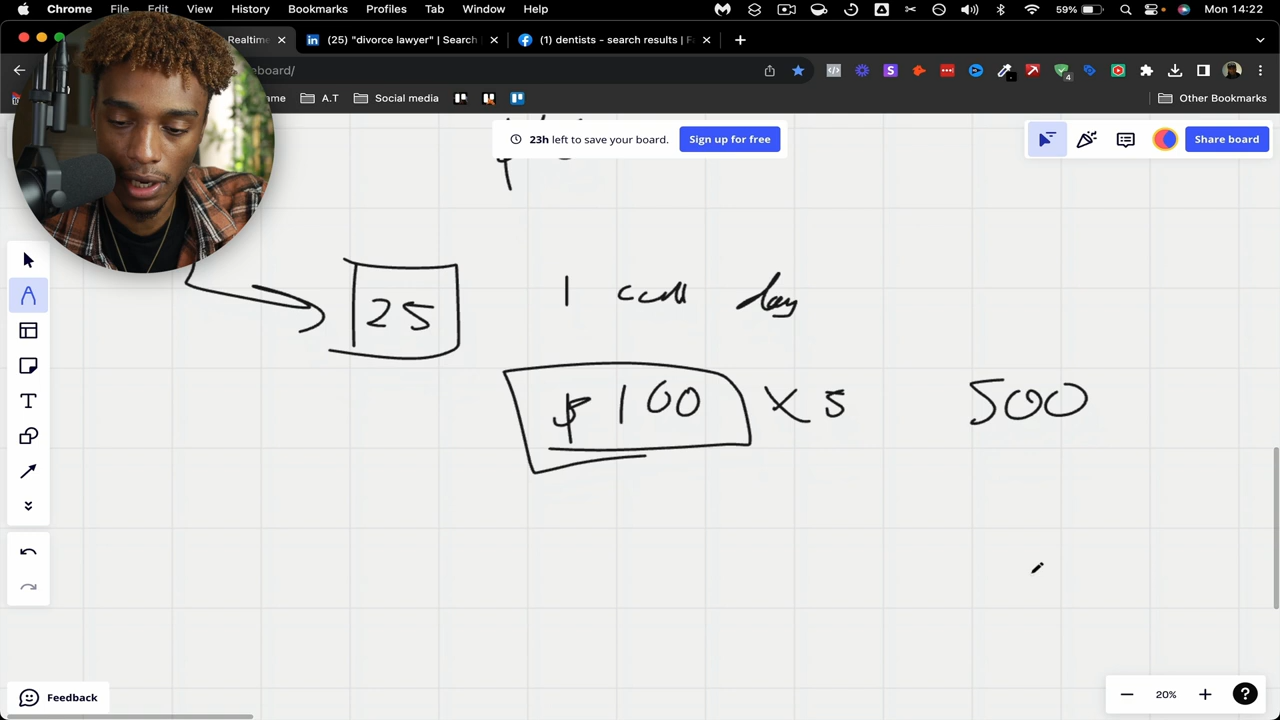 Chrome File Edit View History Bookmarks Profiles Tab Window Help 59% Mon 14:22
Realtime (25) "divorce lawyer" | Search (1) dentists - search results | F
eboard/
me A.T Social media Other Bookmarks
23h left to save your board. Sign up for free Share board
25 1 call day
$100 x 5 500
Feedback 20% ?